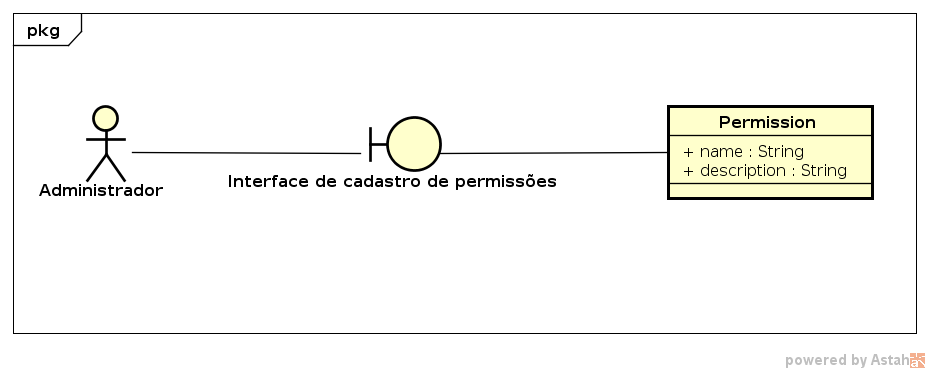 pkg
Administrador
Interface de cadastro de permissões
Permission
+ name : String
+ description : String
powered by Astah